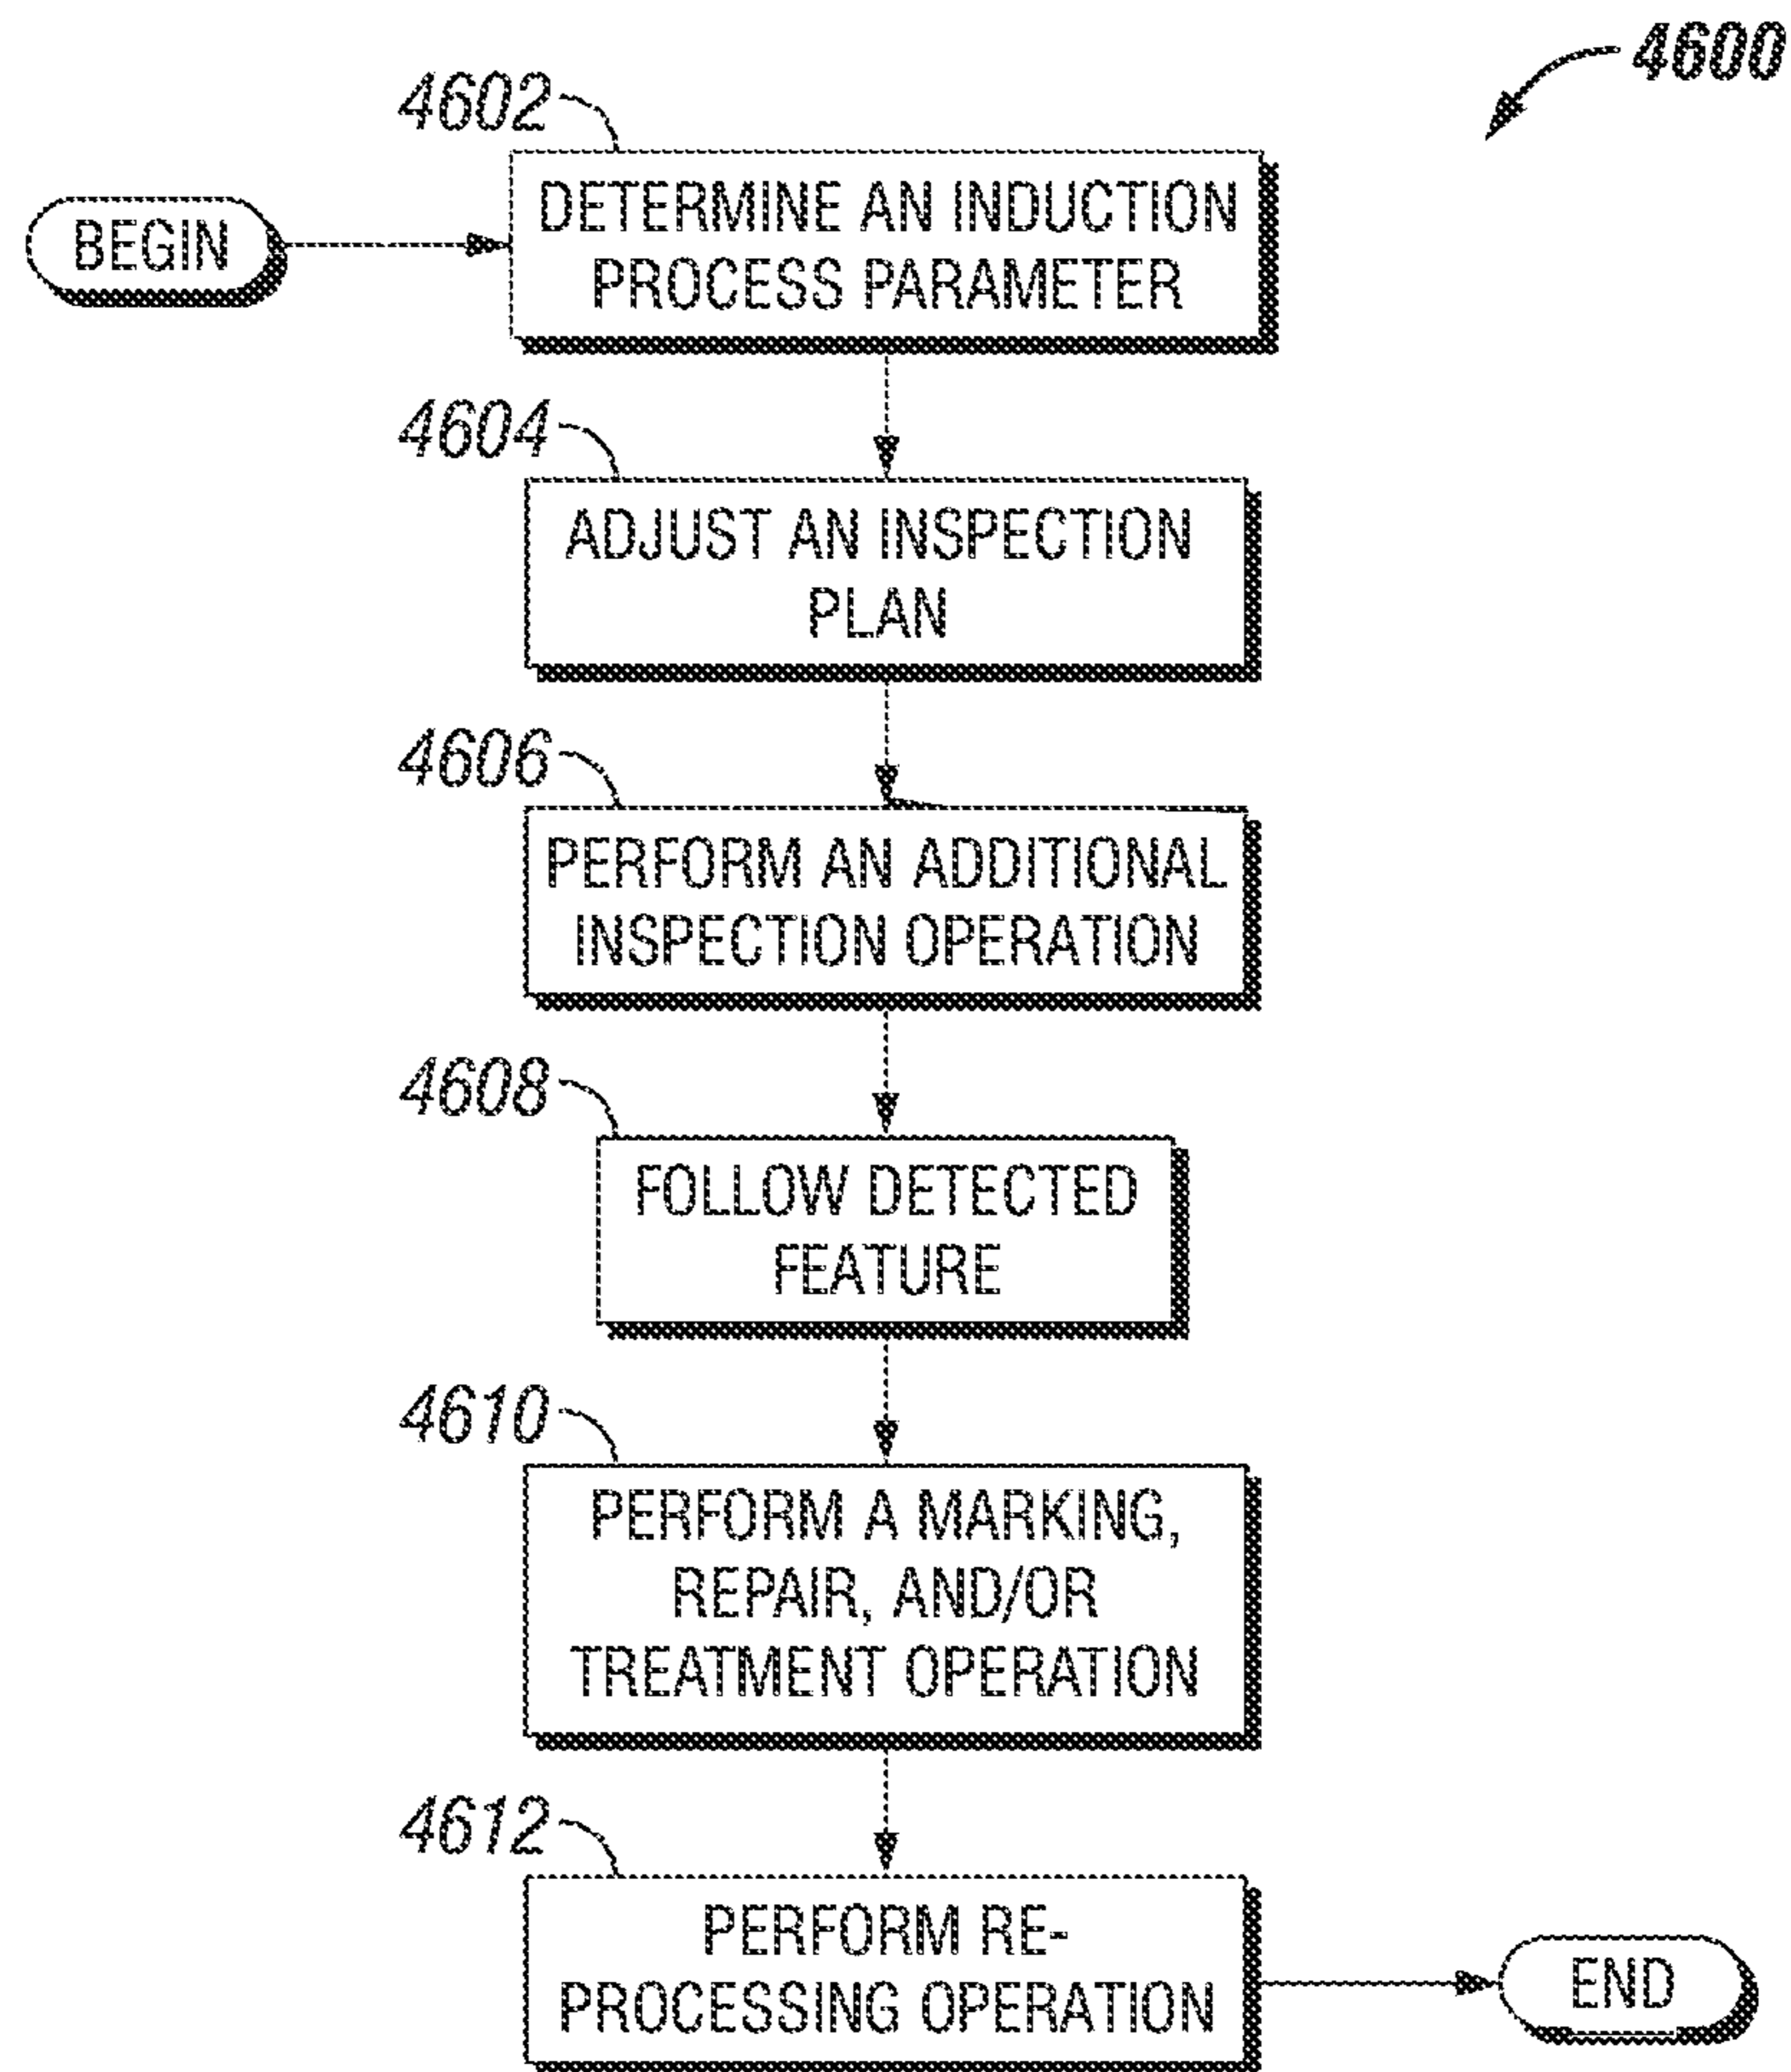 4600
4602
BEGIN
DETERMINE AN INDUCTION
PROCESS PARAMETER
4604
ADJUST AN INSPECTION
PLAN
4606
PERFORM AN ADDITIONAL
INSPECTION OPERATION
4608
FOLLOW DETECTED
FEATURE
4610
PERFORM A MARKING,
REPAIR, AND/OR
TREATMENT OPERATION
4612
PERFORM RE-
PROCESSING OPERATION
END